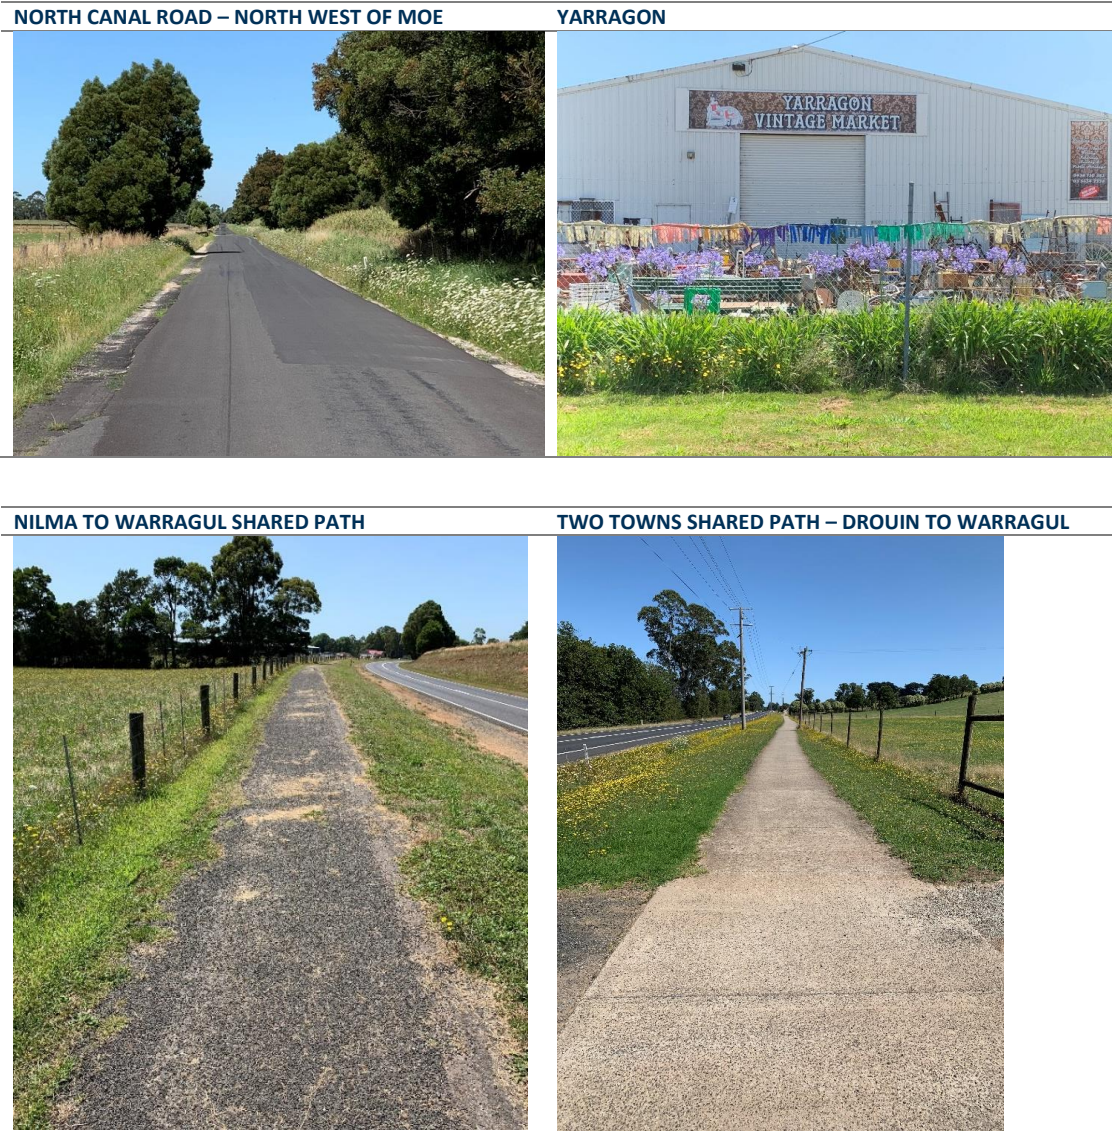 NORTH CANAL ROAD – NORTH WEST OF MOE
YARRAGON
YARRAGON
VINTAGE MARKET
NILMA TO WARRAGUL SHARED PATH
TWO TOWNS SHARED PATH – DROUIN TO WARRAGUL